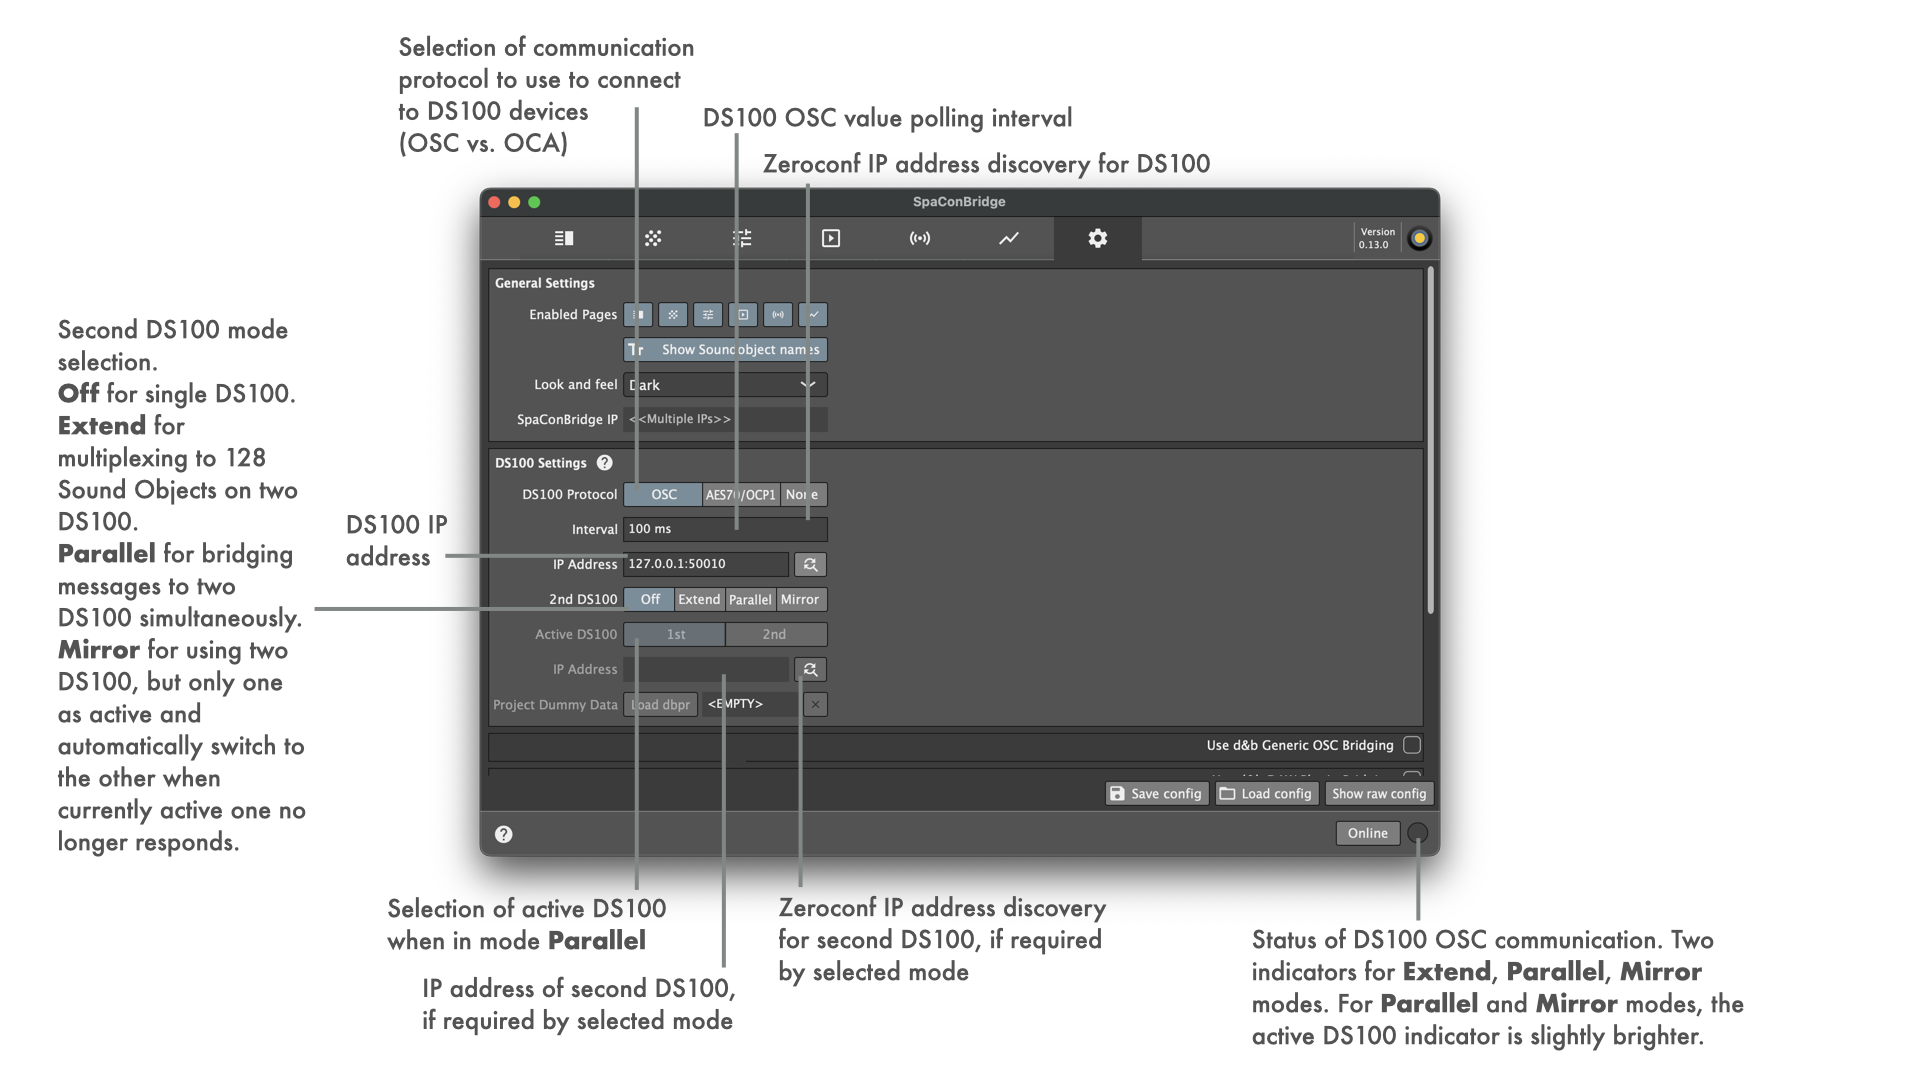 Selection of communication
protocol to use to connect
to DS100 devices
(OSC vs. OCA)
DS100 OSC value polling interval
Zeroconf IP address discovery for DS100
SpaConBridge
Version
0.13.0
General Settings
Enabled Pages
Tr Show Soundobject names
Look and feel Dark
SpaConBridge IP <<Multiple IPs>>
DS100 Settings ?
DS100 Protocol OSC AES70/OCP1 None
Interval 100 ms
IP Address 127.0.0.1:50010
2nd DS100 Off Extend Parallel Mirror
Active DS100 1st 2nd
IP Address
Project Dummy Data Load dbpr <EMPTY>
Use d&b Generic OSC Bridging
Save config Load config Show raw config
? Online
Second DS100 mode
selection.
Off for single DS100.
Extend for
multiplexing to 128
Sound Objects on two
DS100.
Parallel for bridging
messages to two
DS100 simultaneously.
Mirror for using two
DS100, but only one
as active and
automatically switch to
the other when
currently active one no
longer responds.
DS100 IP
address
Selection of active DS100
when in mode Parallel
IP address of second DS100,
if required by selected mode
Zeroconf IP address discovery
for second DS100, if required
by selected mode
Status of DS100 OSC communication. Two
indicators for Extend, Parallel, Mirror
modes. For Parallel and Mirror modes, the
active DS100 indicator is slightly brighter.